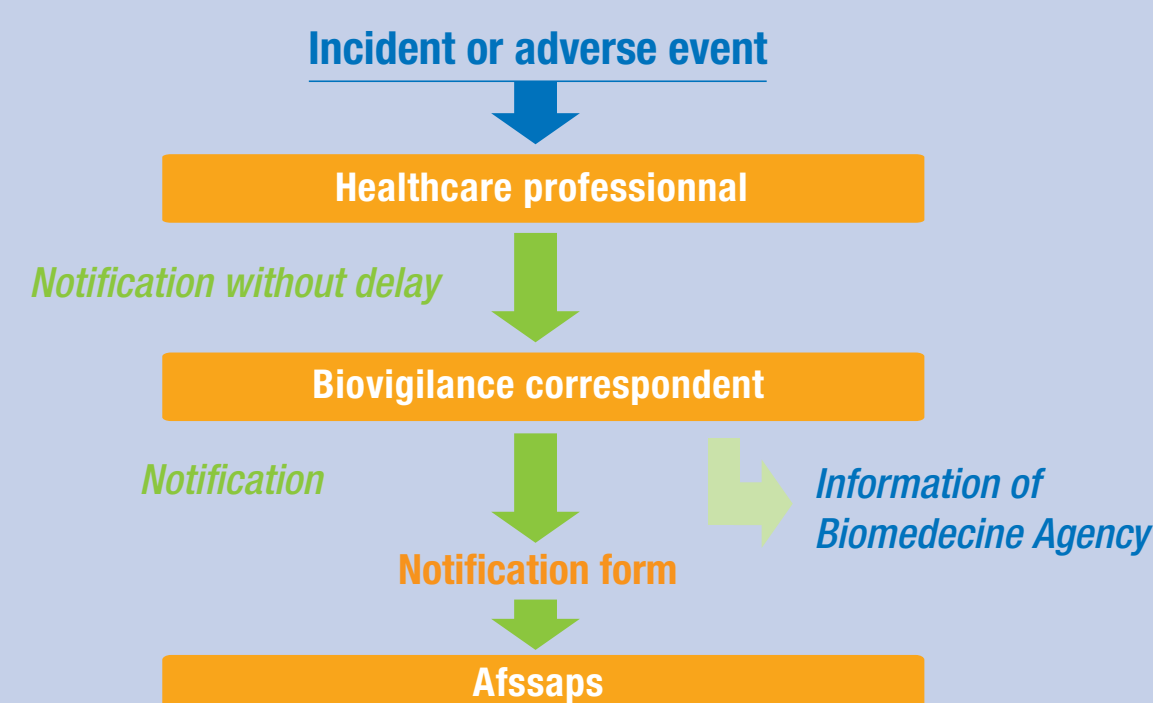 Incident or adverse event
Healthcare professionnal
Notification without delay
Biovigilance correspondent
Notification
Information of
Biomedecine Agency
Notification form
Afssaps